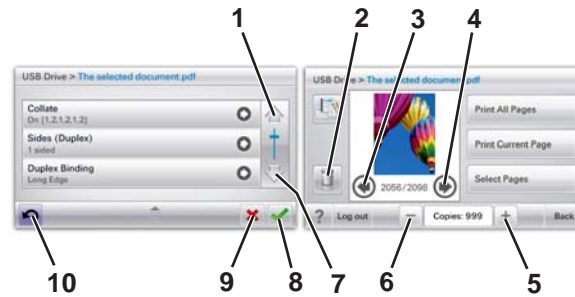 1
2
3
4
USB Drive > The selected document.pdf
Collate
On [1,2,1,2,1,2]
Sides (Duplex)
1 sided
Duplex Binding
Long Edge
USB Drive > The selected document.pdf
2056/2098
Print All Pages
Print Current Page
Select Pages
? Log out
Copies: 999
Back
10
9
8
7
6
5